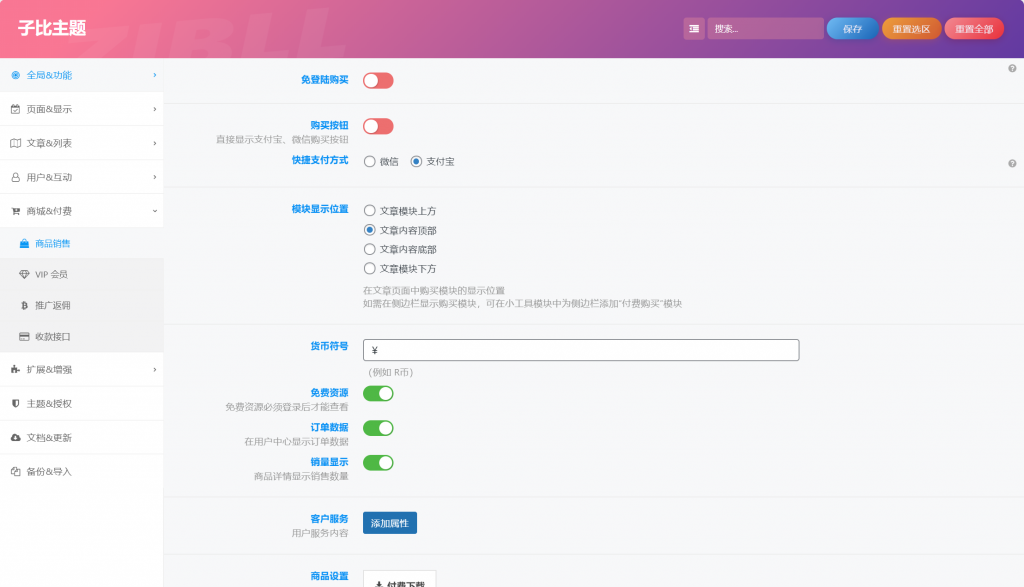 子比主题
ZIBLL
搜索...
保存
重置选区
重置全部
全局&功能
页面&显示
文章&列表
用户&互动
商城&付费
商品销售
VIP 会员
推广返佣
收款接口
扩展&增强
主题&授权
文档&更新
备份&导入
免登陆购买
购买按钮
直接显示支付宝、微信购买按钮
快捷支付方式
微信 支付宝
模块显示位置
文章模块上方
文章内容顶部
文章内容底部
文章模块下方
在文章页面中购买模块的显示位置
如需在侧边栏显示购买模块，可在小工具模块中为侧边栏添加“付费购买”模块
货币符号
¥
（例如 R币）
免费资源
免费资源必须登录后才能查看
订单数据
在用户中心显示订单数据
销量显示
商品详情显示销售数量
客户服务
用户服务内容
添加属性
商品设置
付费下载